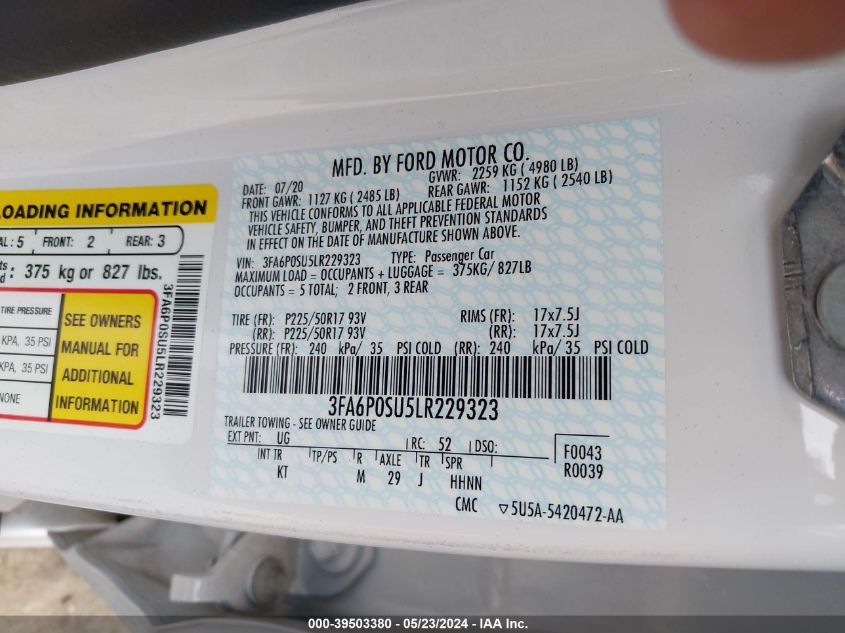 LOADING INFORMATION
AL: 5 FRONT: 2 REAR: 3
375 kg or 827 lbs.
TIRE PRESSURE
KPA, 35 PSI
KPA, 35 PSI
NONE
SEE OWNERS
MANUAL FOR
ADDITIONAL
INFORMATION
3FA6P0SU5LR229323
MFD. BY FORD MOTOR CO.
DATE: 07/20 GVWR: 2259 KG ( 4980 LB)
FRONT GAWR: 1127 KG ( 2485 LB) REAR GAWR: 1152 KG ( 2540 LB)
THIS VEHICLE CONFORMS TO ALL APPLICABLE FEDERAL MOTOR
VEHICLE SAFETY, BUMPER, AND THEFT PREVENTION STANDARDS
IN EFFECT ON THE DATE OF MANUFACTURE SHOWN ABOVE.
VIN: 3FA6P0SU5LR229323 TYPE: Passenger Car
MAXIMUM LOAD = OCCUPANTS + LUGGAGE = 375KG/ 827LB
OCCUPANTS = 5 TOTAL; 2 FRONT, 3 REAR
TIRE (FR): P225/50R17 93V RIMS (FR): 17x7.5J
(RR): P225/50R17 93V (RR): 17x7.5J
PRESSURE (FR): 240 kPa/ 35 PSI COLD (RR): 240 kPa/ 35 PSI COLD
3FA6P0SU5LR229323
TRAILER TOWING - SEE OWNER GUIDE
EXT PNT: UG RC: 52 DSO: F0043
INT TR TP/PS R AXLE TR SPR R0039
KT M 29 J HHNN
CMC ▽5U5A-5420472-AA
000-39503380 - 05/23/2024 - IAA Inc.